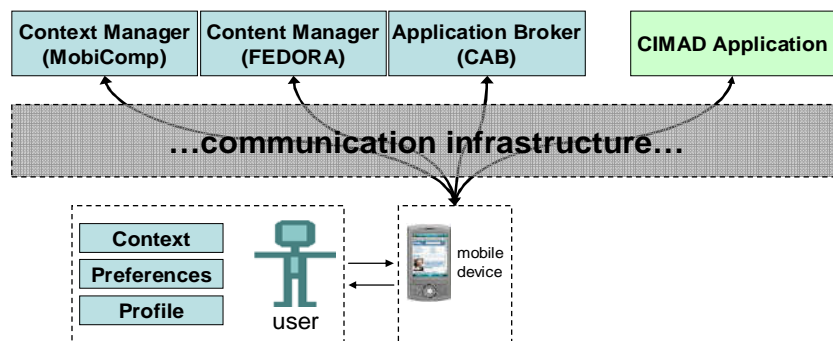 Context Manager
(MobiComp)
Content Manager
(FEDORA)
Application Broker
(CAB)
CIMAD Application
...communication infrastructure...
Context
Preferences
Profile
user
mobile
device